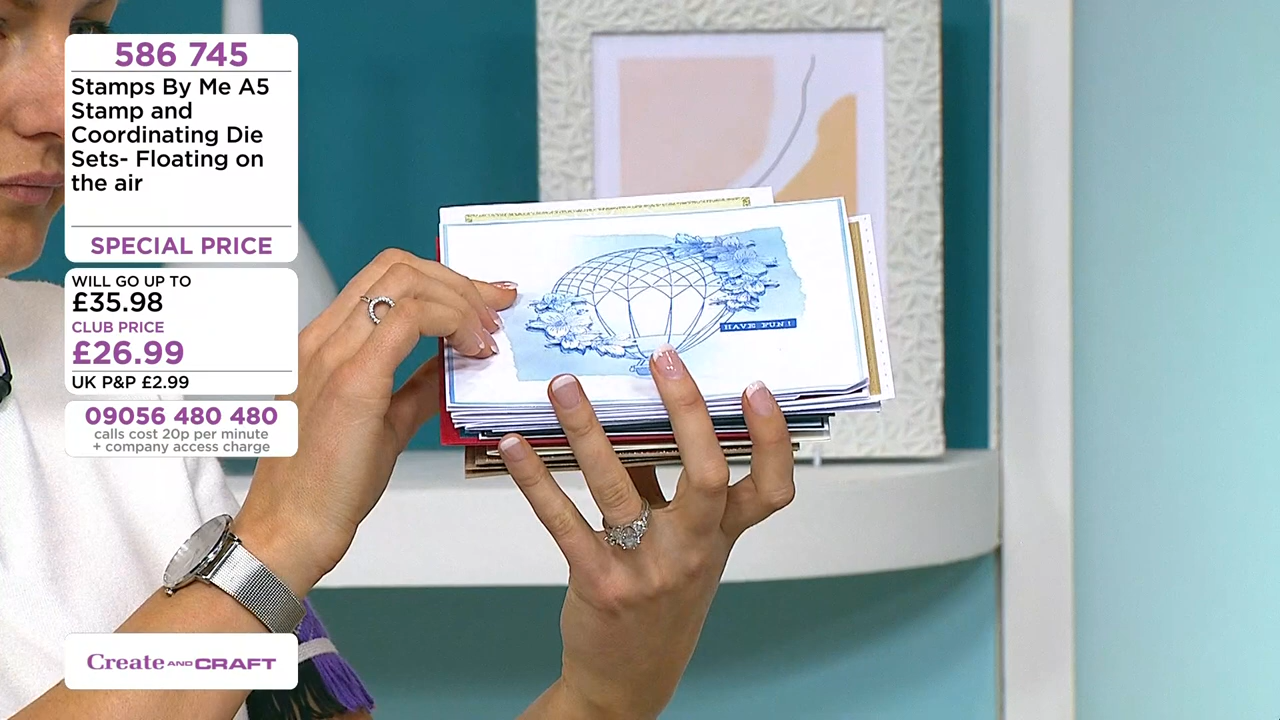 586 745
Stamps By Me A5
Stamp and
Coordinating Die
Sets- Floating on
the air
SPECIAL PRICE
WILL GO UP TO
£35.98
CLUB PRICE
£26.99
UK P&P £2.99
09056 480 480
calls cost 20p per minute
+ company access charge
Create AND CRAFT
HAVE FUN!